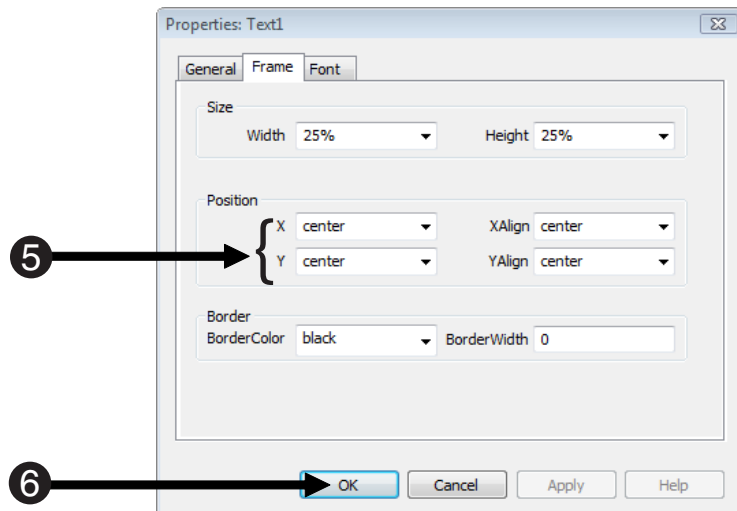 Properties: Text1
General Frame Font
Size
Width 25% Height 25%
Position
X center XAlign center
5
Y center YAlign center
Border
BorderColor black BorderWidth 0
6 OK Cancel Apply Help